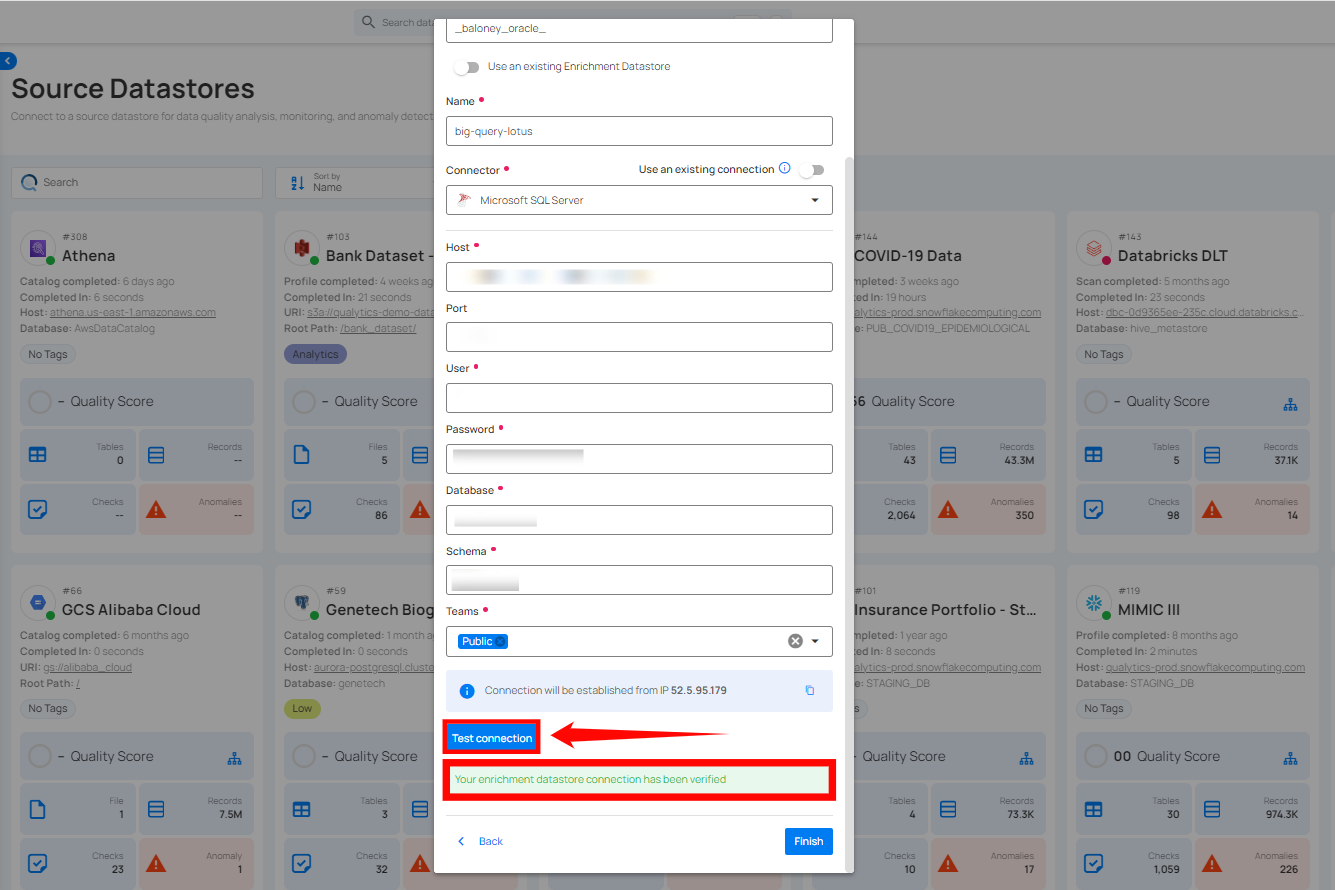 Search data
Source Datastores
Connect to a source datastore for data quality analysis, monitoring, and anomaly detect
Search
Sort by
Name
_baloney_oracle_
Use an existing Enrichment Datastore
Name
big-query-lotus
Connector
Use an existing connection
Microsoft SQL Server
Host
Port
User
Password
Database
Schema
Teams
Public
Connection will be established from IP 52.5.95.179
Test connection
Your enrichment datastore connection has been verified
Back
Finish
#308
Athena
Catalog completed: 6 days ago
Completed In: 6 seconds
Host: athena.us-east-1.amazonaws.com
Database: AwsDataCatalog
No Tags
– Quality Score
Tables
0
Records
--
Checks
--
Anomalies
--
#103
Bank Dataset -
Profile completed: 4 weeks ag
Completed In: 21 seconds
URI: s3a://qualytics-demo-data
Root Path: /bank_dataset/
Analytics
– Quality Score
Files
5
Checks
86
#144
COVID-19 Data
mpleted: 3 weeks ago
ed In: 19 hours
alytics-prod.snowflakecomputing.com
e: PUB_COVID19_EPIDEMIOLOGICAL
56 Quality Score
Tables
43
Records
43.3M
Checks
2,064
Anomalies
350
#143
Databricks DLT
Scan completed: 5 months ago
Completed In: 23 seconds
Host: dbc-0d9365ee-235c.cloud.databricks.c...
Database: hive_metastore
No Tags
– Quality Score
Tables
5
Records
37.1K
Checks
98
Anomalies
14
#66
GCS Alibaba Cloud
Catalog completed: 6 months ago
Completed In: 0 seconds
URI: gs://alibaba_cloud
Root Path: /
No Tags
– Quality Score
File
1
Records
7.5M
Checks
23
Anomaly
1
#59
Genetech Biog
Catalog completed: 1 month a
Completed In: 0 seconds
Host: aurora-postgresql.cluste
Database: genetech
Low
– Quality Score
Tables
3
Checks
32
#101
Insurance Portfolio - St...
mpleted: 1 year ago
ed In: 8 seconds
alytics-prod.snowflakecomputing.com
e: STAGING_DB
s
– Quality Score
Tables
4
Records
73.3K
Checks
10
Anomalies
17
#119
MIMIC III
Profile completed: 8 months ago
Completed In: 2 minutes
Host: qualytics-prod.snowflakecomputing.com
Database: STAGING_DB
No Tags
00 Quality Score
Tables
30
Records
974.3K
Checks
1,059
Anomalies
226